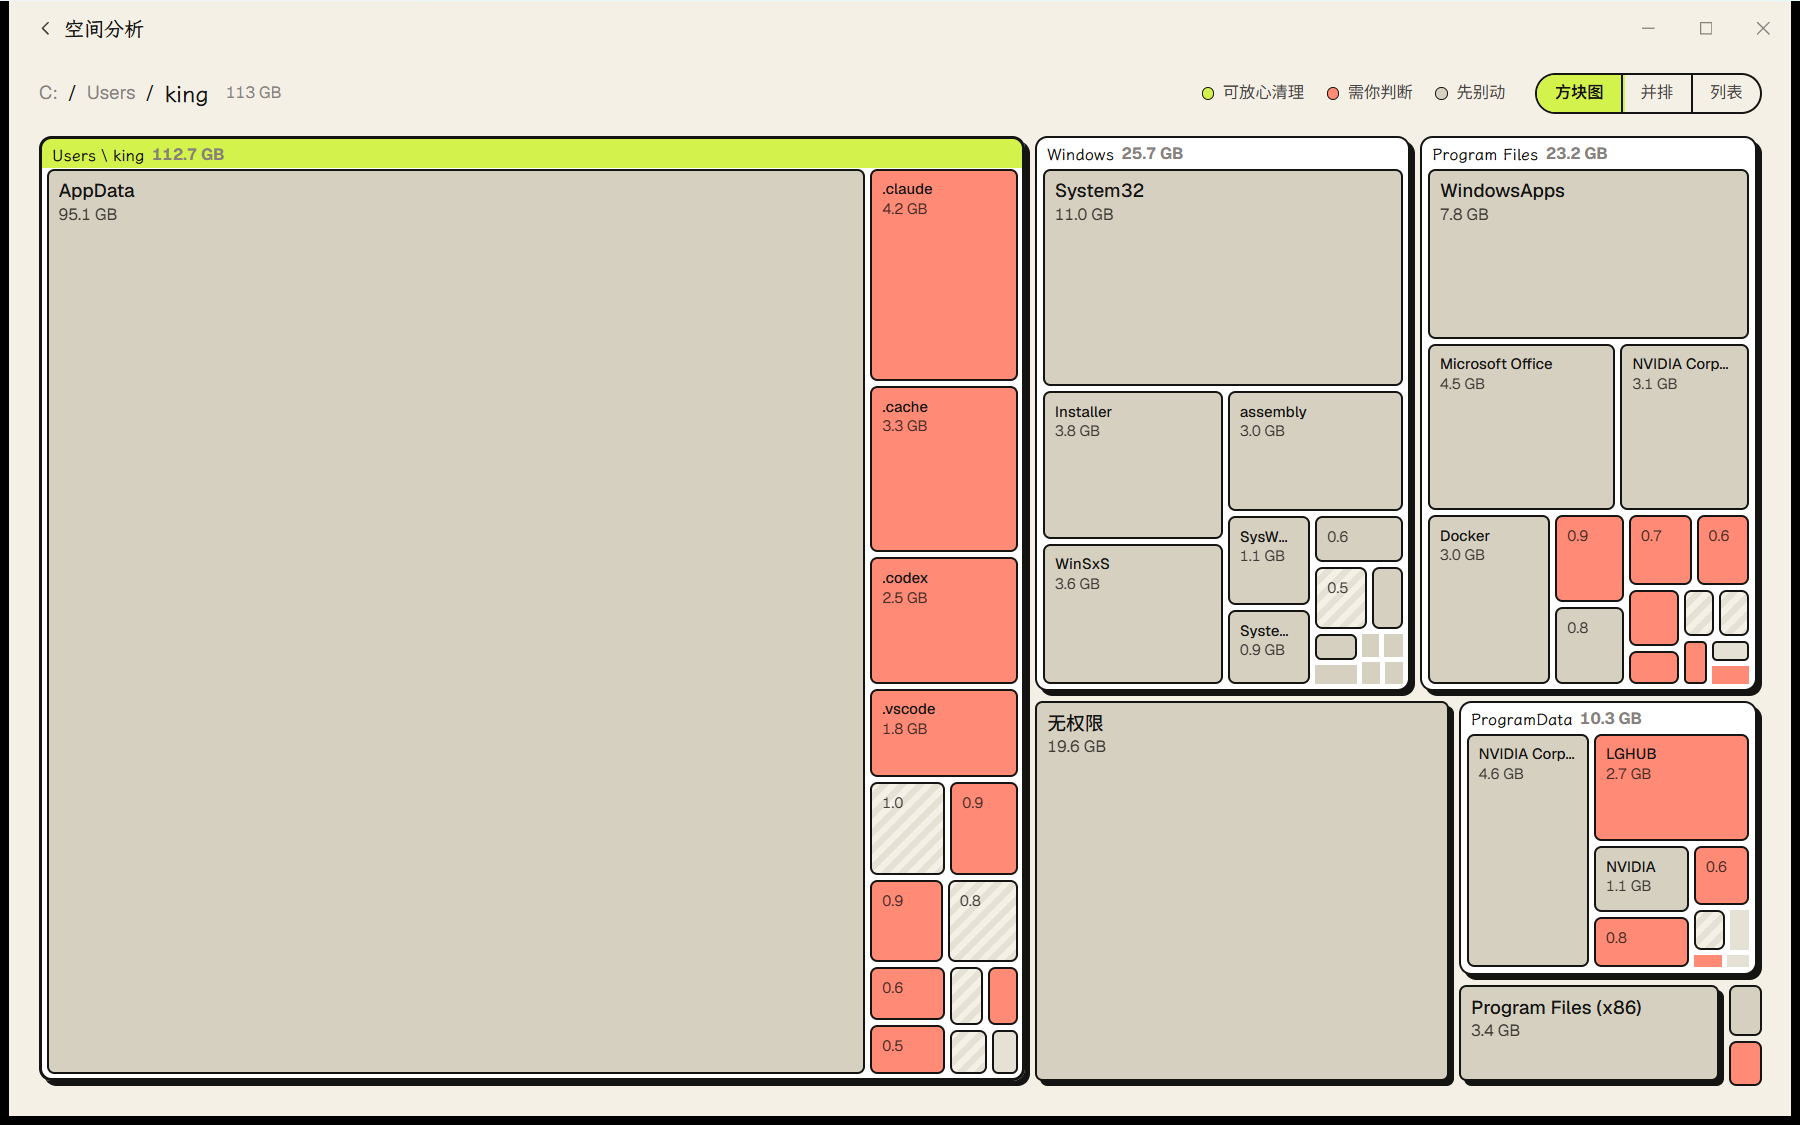 空间分析
C: / Users / king 113 GB
可放心清理 需你判断 先别动 方块图 并排 列表
Users \ king 112.7 GB
AppData
95.1 GB
.claude
4.2 GB
.cache
3.3 GB
.codex
2.5 GB
.vscode
1.8 GB
1.0
0.9
0.9
0.8
0.6
0.5
Windows 25.7 GB
System32
11.0 GB
Installer
3.8 GB
assembly
3.0 GB
WinSxS
3.6 GB
SysW...
1.1 GB
0.6
0.5
Syste...
0.9 GB
Program Files 23.2 GB
WindowsApps
7.8 GB
Microsoft Office
4.5 GB
NVIDIA Corp...
3.1 GB
Docker
3.0 GB
0.9
0.7
0.6
0.8
无权限
19.6 GB
ProgramData 10.3 GB
NVIDIA Corp...
4.6 GB
LGHUB
2.7 GB
NVIDIA
1.1 GB
0.6
0.8
Program Files (x86)
3.4 GB